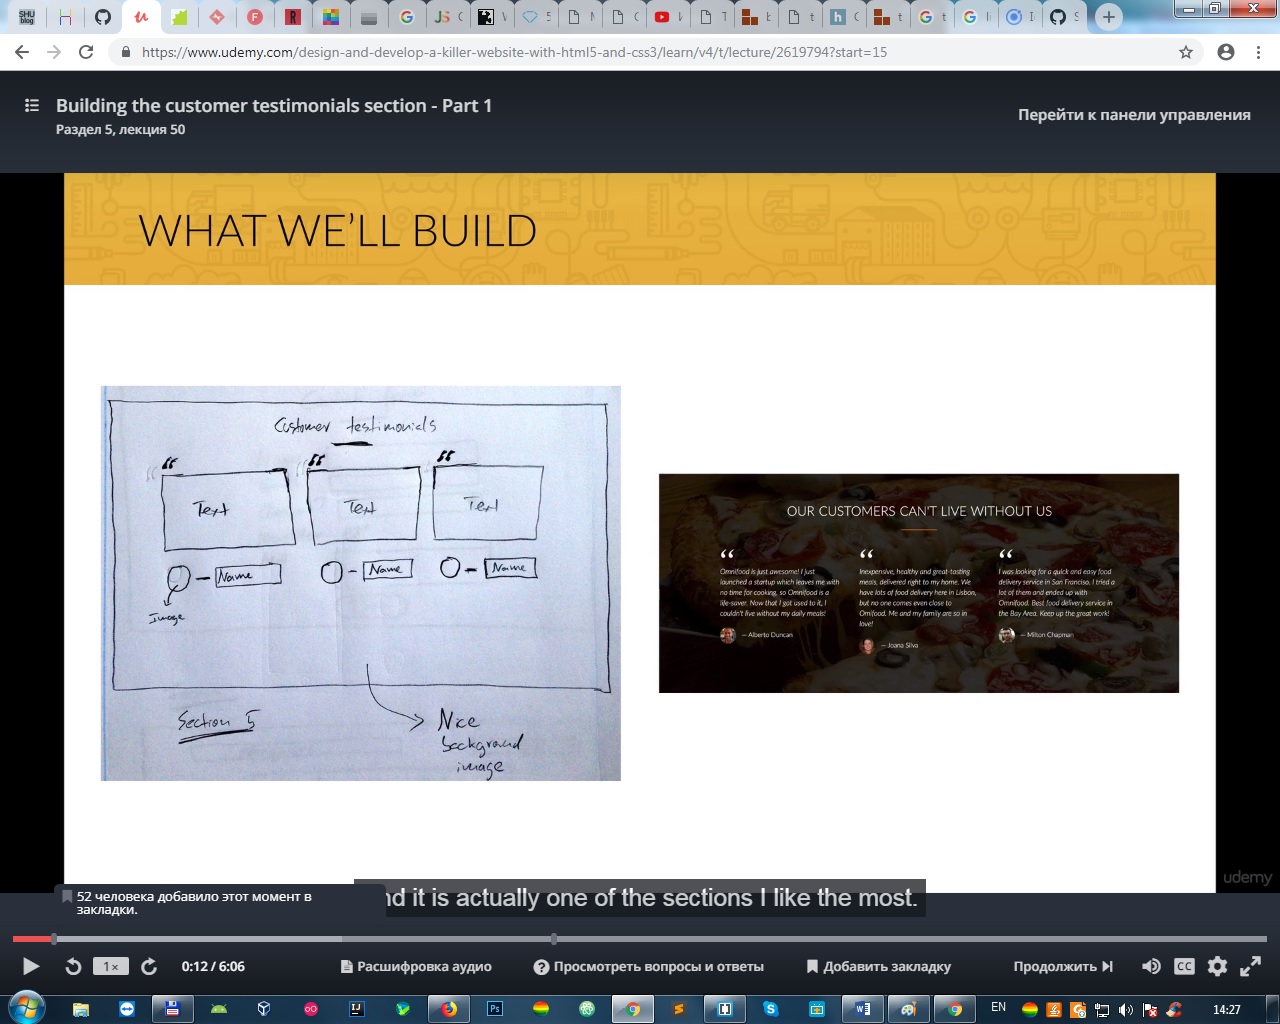 SHU
blog
https://www.udemy.com/design-and-develop-a-killer-website-with-html5-and-css3/learn/v4/t/lecture/2619794?start=15
Building the customer testimonials section - Part 1
Раздел 5, лекция 50
Перейти к панели управления
WHAT WE'LL BUILD
Customer testimonials
“ “ “
Text Text Text
Name Name Name
Image
Section 5
Nice
background
image
OUR CUSTOMERS CAN'T LIVE WITHOUT US
“ “ “
Omnifood is just awesome! I just
launched a startup which leaves me with
no time for cooking, so Omnifood is a
life-saver. Now that I got used to it, I
couldn't live without my daily meals!
— Alberto Duncan
Inexpensive, healthy and great-tasting
meals, delivered right to my home. We
have lots of food delivery here in Lisbon,
but no one comes even close to
Omifood. Me and my family are so in
love!
— Joana Silva
I was looking for a quick and easy food
delivery service in San Franciso. I tried a
lot of them and ended up with
Omnifood. Best food delivery service in
the Bay Area. Keep up the great work!
— Milton Chapman
udemy
52 человека добавило этот момент в
закладки.
nd it is actually one of the sections I like the most.
1×
0:12 / 6:06
Расшифровка аудио
Просмотреть вопросы и ответы
Добавить закладку
Продолжить
CC
EN
14:27